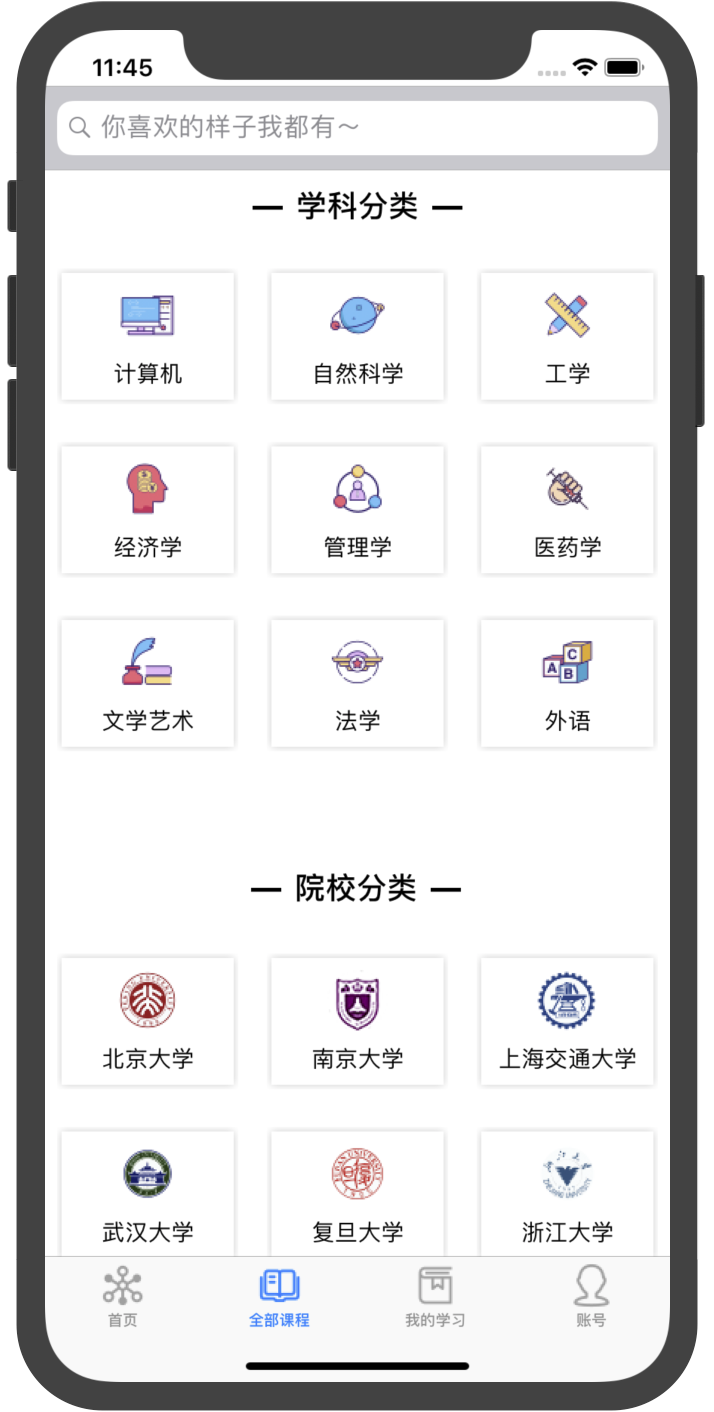 11:45
你喜欢的样子我都有～
— 学科分类 —
计算机
自然科学
工学
经济学
管理学
医药学
文学艺术
法学
A
C
B
外语
— 院校分类 —
北京大学
南京大学
上海交通大学
武汉大学
复旦大学
浙江大学
首页
全部课程
我的学习
账号